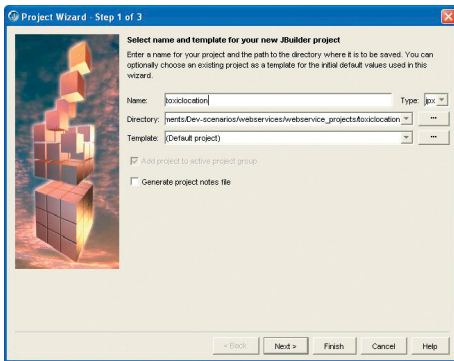 Project Wizard - Step 1 of 3
Select name and template for your new JBuilder project
Enter a name for your project and the path to the directory where it is to be saved. You can
optionally choose an existing project as a template for the initial default values used in this
wizard.
Name: toxiclocation Type: jpx
Directory: ments/Dev-scenarios/webservices/webservice_projects/toxiclocation ...
Template: (Default project) ...
Add project to active project group
Generate project notes file
< Back Next > Finish Cancel Help